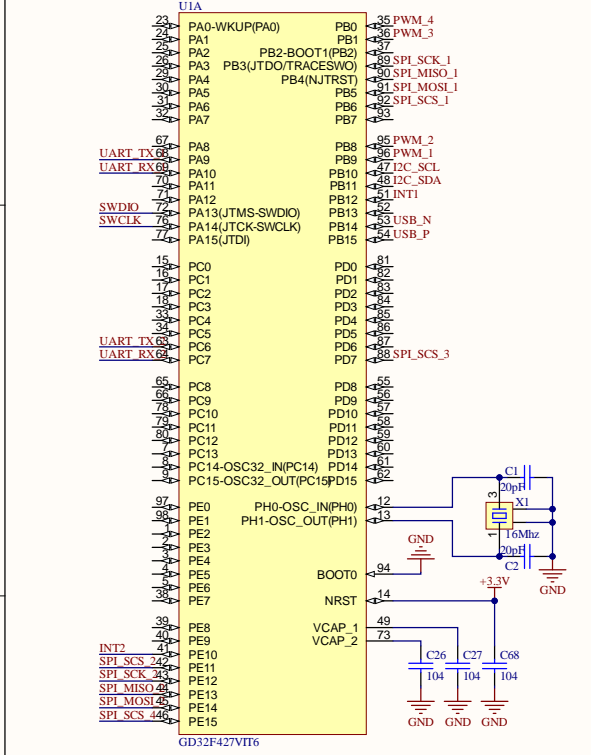 U1A
23 PA0-WKUP(PA0) PB0 35 PWM_4
24 PA1 PB1 36 PWM_3
25 PA2 PB2-BOOT1(PB2) 37
26 PA3 PB3(JTDO/TRACESWO) 89 SPI_SCK_1
29 PA4 PB4(NJTRST) 90 SPI_MISO_1
30 PA5 PB5 91 SPI_MOSI_1
31 PA6 PB6 92 SPI_SCS_1
32 PA7 PB7 93
67 PA8 PB8 95 PWM_2
UART_TX 68 PA9 PB9 96 PWM_1
UART_RX 69 PA10 PB10 47 I2C_SCL
70 PA11 PB11 48 I2C_SDA
71 PA12 PB12 51 INT1
SWDIO 72 PA13(JTMS-SWDIO) PB13 52
SWCLK 76 PA14(JTCK-SWCLK) PB14 53 USB_N
77 PA15(JTDI) PB15 54 USB_P
15 PC0 PD0 81
16 PC1 PD1 82
17 PC2 PD2 83
18 PC3 PD3 84
33 PC4 PD4 85
34 PC5 PD5 86
UART_TX 63 PC6 PD6 87
UART_RX 64 PC7 PD7 88 SPI_SCS_3
65 PC8 PD8 55
66 PC9 PD9 56
78 PC10 PD10 57
79 PC11 PD11 58
80 PC12 PD12 59
7 PC13 PD13 60
8 PC14-OSC32_IN(PC14) PD14 61
9 PC15-OSC32_OUT(PC15) PD15 62
C1
20pF
97 PE0 PH0-OSC_IN(PH0) 12
98 PE1 PH1-OSC_OUT(PH1) 13
3 X1
1 16Mhz
20pF
C2
GND
1 PE2
2 PE3
3 PE4
4 PE5 BOOT0 94 GND
5 PE6
38 PE7 NRST 14 +3.3V
39 PE8 VCAP_1 49
40 PE9 VCAP_2 73
INT2 41 PE10
SPI_SCS_2 42 PE11
SPI_SCK_2 43 PE12
SPI_MISO 44 PE13
SPI_MOSI 45 PE14
SPI_SCS_4 46 PE15
C26 C27 C68
104 104 104
GND GND GND
GD32F427VIT6